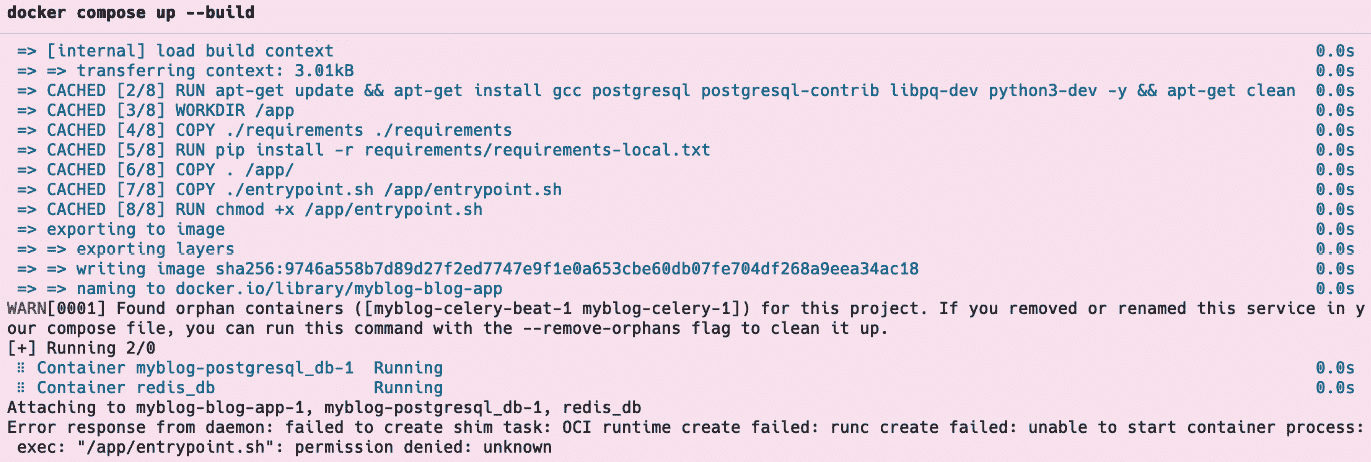 docker compose up --build
=> [internal] load build context 0.0s
=> => transferring context: 3.01kB 0.0s
=> CACHED [2/8] RUN apt-get update && apt-get install gcc postgresql postgresql-contrib libpq-dev python3-dev -y && apt-get clean 0.0s
=> CACHED [3/8] WORKDIR /app 0.0s
=> CACHED [4/8] COPY ./requirements ./requirements 0.0s
=> CACHED [5/8] RUN pip install -r requirements/requirements-local.txt 0.0s
=> CACHED [6/8] COPY . /app/ 0.0s
=> CACHED [7/8] COPY ./entrypoint.sh /app/entrypoint.sh 0.0s
=> CACHED [8/8] RUN chmod +x /app/entrypoint.sh 0.0s
=> exporting to image 0.0s
=> => exporting layers 0.0s
=> => writing image sha256:9746a558b7d89d27f2ed7747e9f1e0a653cbe60db07fe704df268a9eea34ac18 0.0s
=> => naming to docker.io/library/myblog-blog-app 0.0s
WARN[0001] Found orphan containers ([myblog-celery-beat-1 myblog-celery-1]) for this project. If you removed or renamed this service in y
our compose file, you can run this command with the --remove-orphans flag to clean it up.
[+] Running 2/0
⠿ Container myblog-postgresql_db-1 Running 0.0s
⠿ Container redis_db Running 0.0s
Attaching to myblog-blog-app-1, myblog-postgresql_db-1, redis_db
Error response from daemon: failed to create shim task: OCI runtime create failed: runc create failed: unable to start container process:
exec: "/app/entrypoint.sh": permission denied: unknown